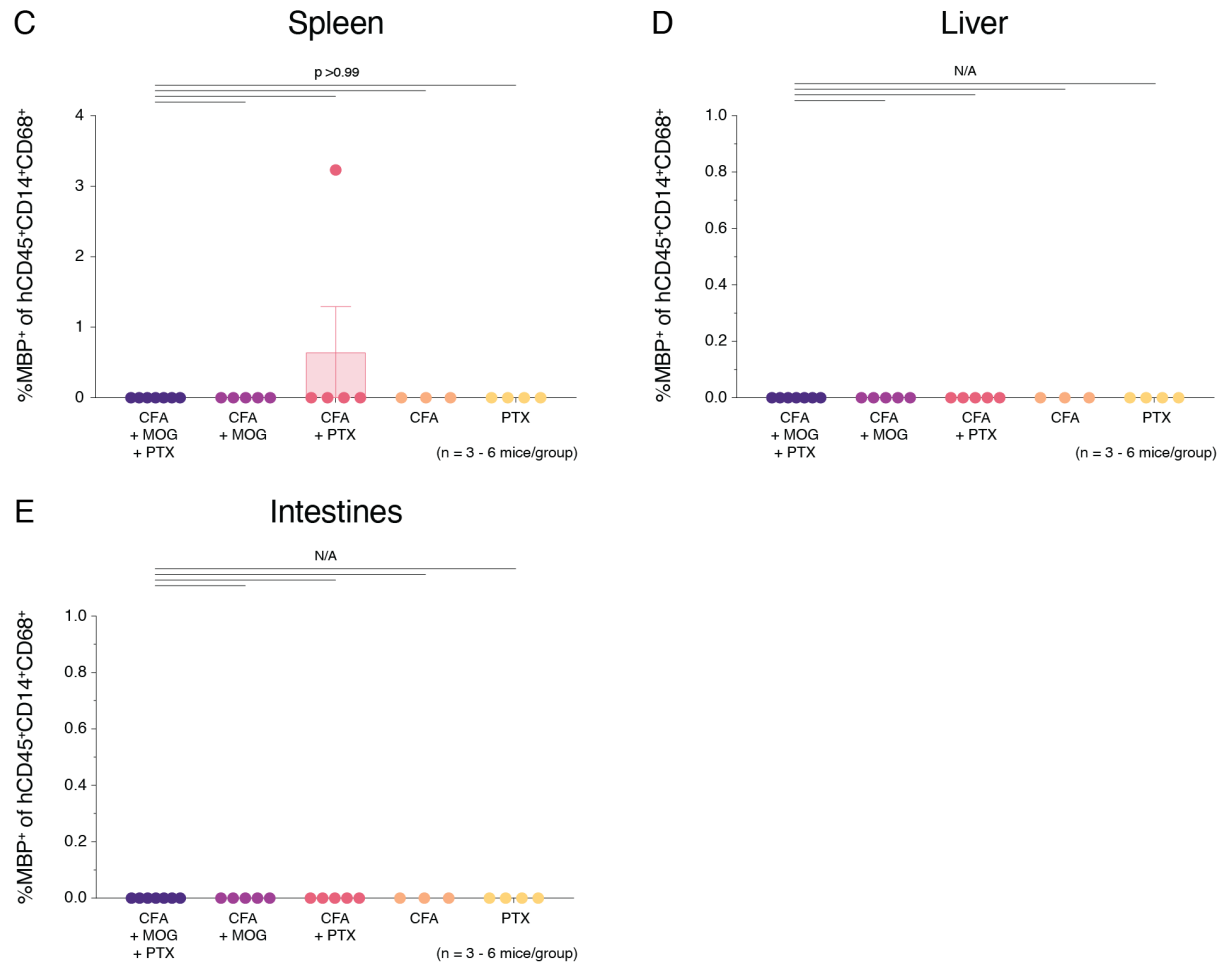 C
Spleen
p >0.99
%MBP⁺ of hCD45⁺CD14⁺CD68⁺
4
3
2
1
0
CFA
+ MOG
+ PTX
CFA
+ MOG
CFA
+ PTX
CFA
PTX
(n = 3 - 6 mice/group)
D
Liver
N/A
%MBP⁺ of hCD45⁺CD14⁺CD68⁺
1.0
0.8
0.6
0.4
0.2
0.0
CFA
+ MOG
+ PTX
CFA
+ MOG
CFA
+ PTX
CFA
PTX
(n = 3 - 6 mice/group)
E
Intestines
N/A
%MBP⁺ of hCD45⁺CD14⁺CD68⁺
1.0
0.8
0.6
0.4
0.2
0.0
CFA
+ MOG
+ PTX
CFA
+ MOG
CFA
+ PTX
CFA
PTX
(n = 3 - 6 mice/group)